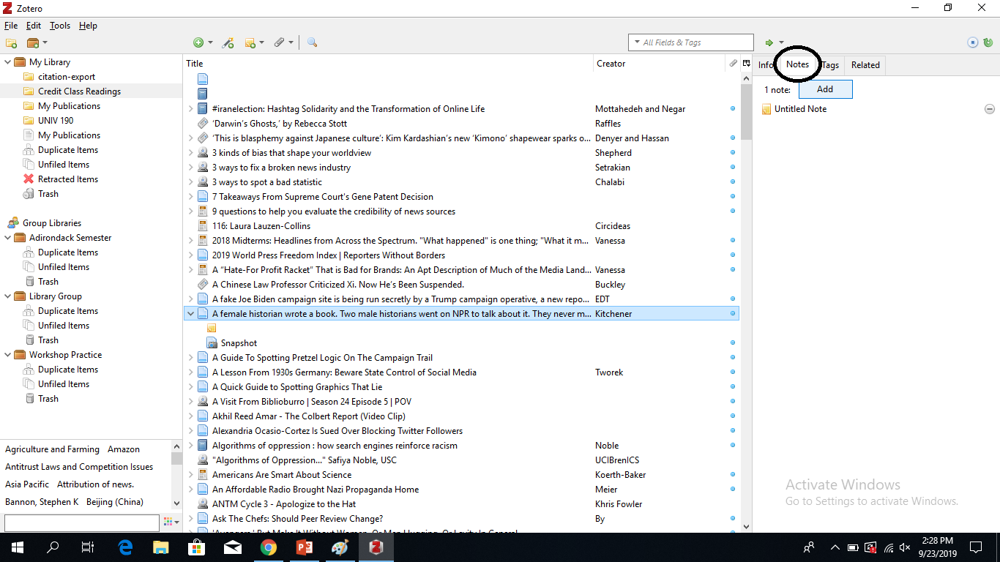 Zotero
File Edit Tools Help
All Fields & Tags
My Library
citation-export
Credit Class Readings
My Publications
UNIV 190
My Publications
Duplicate Items
Unfiled Items
Retracted Items
Trash
Group Libraries
Adirondack Semester
Duplicate Items
Unfiled Items
Trash
Library Group
Duplicate Items
Unfiled Items
Trash
Workshop Practice
Duplicate Items
Unfiled Items
Trash
Agriculture and Farming Amazon
Antitrust Laws and Competition Issues
Asia Pacific Attribution of news.
Bannon, Stephen K Beijing (China)
Title Creator
#iranelection: Hashtag Solidarity and the Transformation of Online Life Mottahedeh and Negar
‘Darwin’s Ghosts,’ by Rebecca Stott Raffles
‘This is blasphemy against Japanese culture’: Kim Kardashian’s new ‘Kimono’ shapewear sparks o... Denyer and Hassan
3 kinds of bias that shape your worldview Shepherd
3 ways to fix a broken news industry Setrakian
3 ways to spot a bad statistic Chalabi
7 Takeaways From Supreme Court's Gene Patent Decision
9 questions to help you evaluate the credibility of news sources
116: Laura Lauzen-Collins Circideas
2018 Midterms: Headlines from Across the Spectrum. "What happened" is one thing; "What it m... Vanessa
2019 World Press Freedom Index | Reporters Without Borders
A “Hate-For Profit Racket” That is Bad for Brands: An Apt Description of Much of the Media Land... Vanessa
A Chinese Law Professor Criticized Xi. Now He’s Been Suspended. Buckley
A fake Joe Biden campaign site is being run secretly by a Trump campaign operative, a new repo... EDT
A female historian wrote a book. Two male historians went on NPR to talk about it. They never m... Kitchener
Snapshot
A Guide To Spotting Pretzel Logic On The Campaign Trail
A Lesson From 1930s Germany: Beware State Control of Social Media Tworek
A Quick Guide to Spotting Graphics That Lie
A Visit From Biblioburro | Season 24 Episode 5 | POV
Akhil Reed Amar - The Colbert Report (Video Clip)
Alexandria Ocasio-Cortez Is Sued Over Blocking Twitter Followers
Algorithms of oppression : how search engines reinforce racism Noble
"Algorithms of Oppression..." Safiya Noble, USC UCIBrenICS
Americans Are Smart About Science Koerth-Baker
An Affordable Radio Brought Nazi Propaganda Home Meier
ANTM Cycle 3 - Apologize to the Hat Khris Fowler
Ask The Chefs: Should Peer Review Change? By
'Avengers,' But Make It Without Women, Or Men Hugging, Or Levity In General
Info Notes Tags Related
1 note: Add
Untitled Note
Activate Windows
Go to Settings to activate Windows.
2:28 PM
9/23/2019